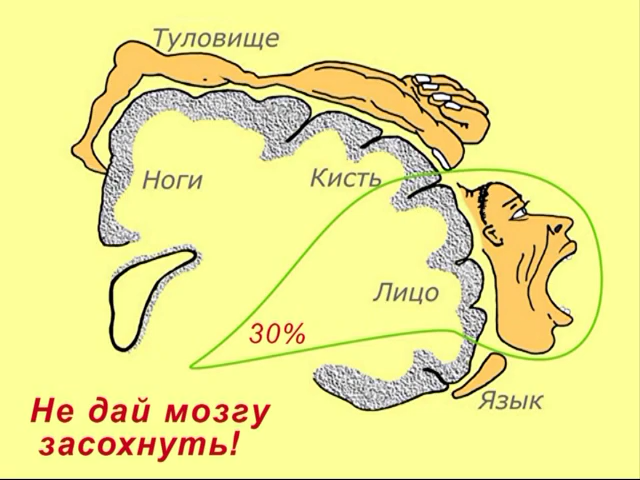 Туловище
Ноги
Кисть
Лицо
30%
Язык
Не дай мозгу
засохнуть!